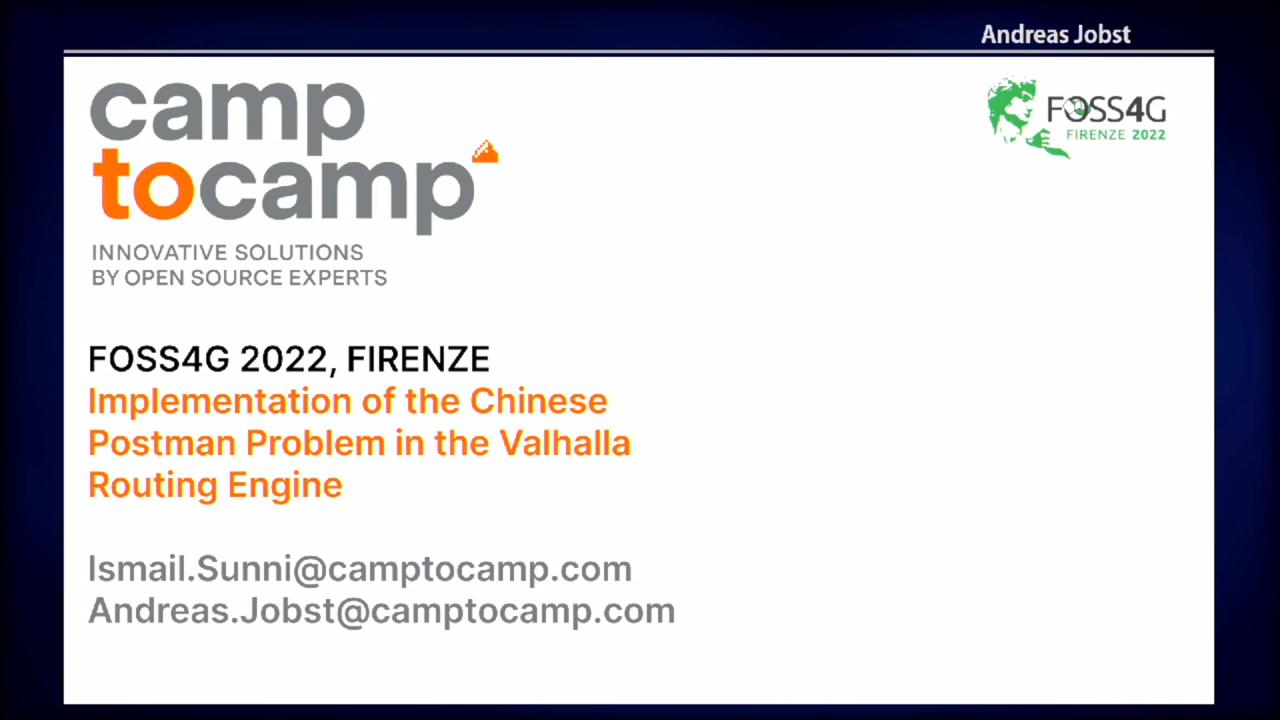 Andreas Jobst
camp
tocamp
INNOVATIVE SOLUTIONS
BY OPEN SOURCE EXPERTS
FOSS4G
FIRENZE 2022
FOSS4G 2022, FIRENZE
Implementation of the Chinese
Postman Problem in the Valhalla
Routing Engine
Ismail.Sunni@camptocamp.com
Andreas.Jobst@camptocamp.com